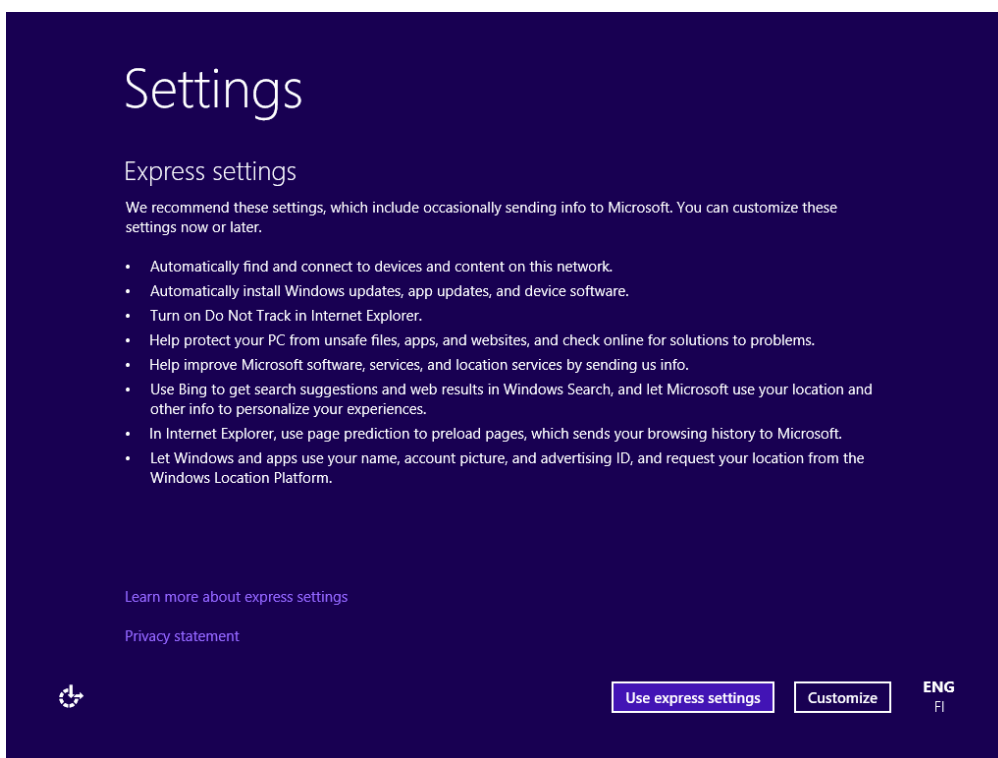 Settings
Express settings
We recommend these settings, which include occasionally sending info to Microsoft. You can customize these
settings now or later.
• Automatically find and connect to devices and content on this network.
• Automatically install Windows updates, app updates, and device software.
• Turn on Do Not Track in Internet Explorer.
• Help protect your PC from unsafe files, apps, and websites, and check online for solutions to problems.
• Help improve Microsoft software, services, and location services by sending us info.
• Use Bing to get search suggestions and web results in Windows Search, and let Microsoft use your location and
other info to personalize your experiences.
• In Internet Explorer, use page prediction to preload pages, which sends your browsing history to Microsoft.
• Let Windows and apps use your name, account picture, and advertising ID, and request your location from the
Windows Location Platform.
Learn more about express settings
Privacy statement
Use express settings
Customize
ENG
FI